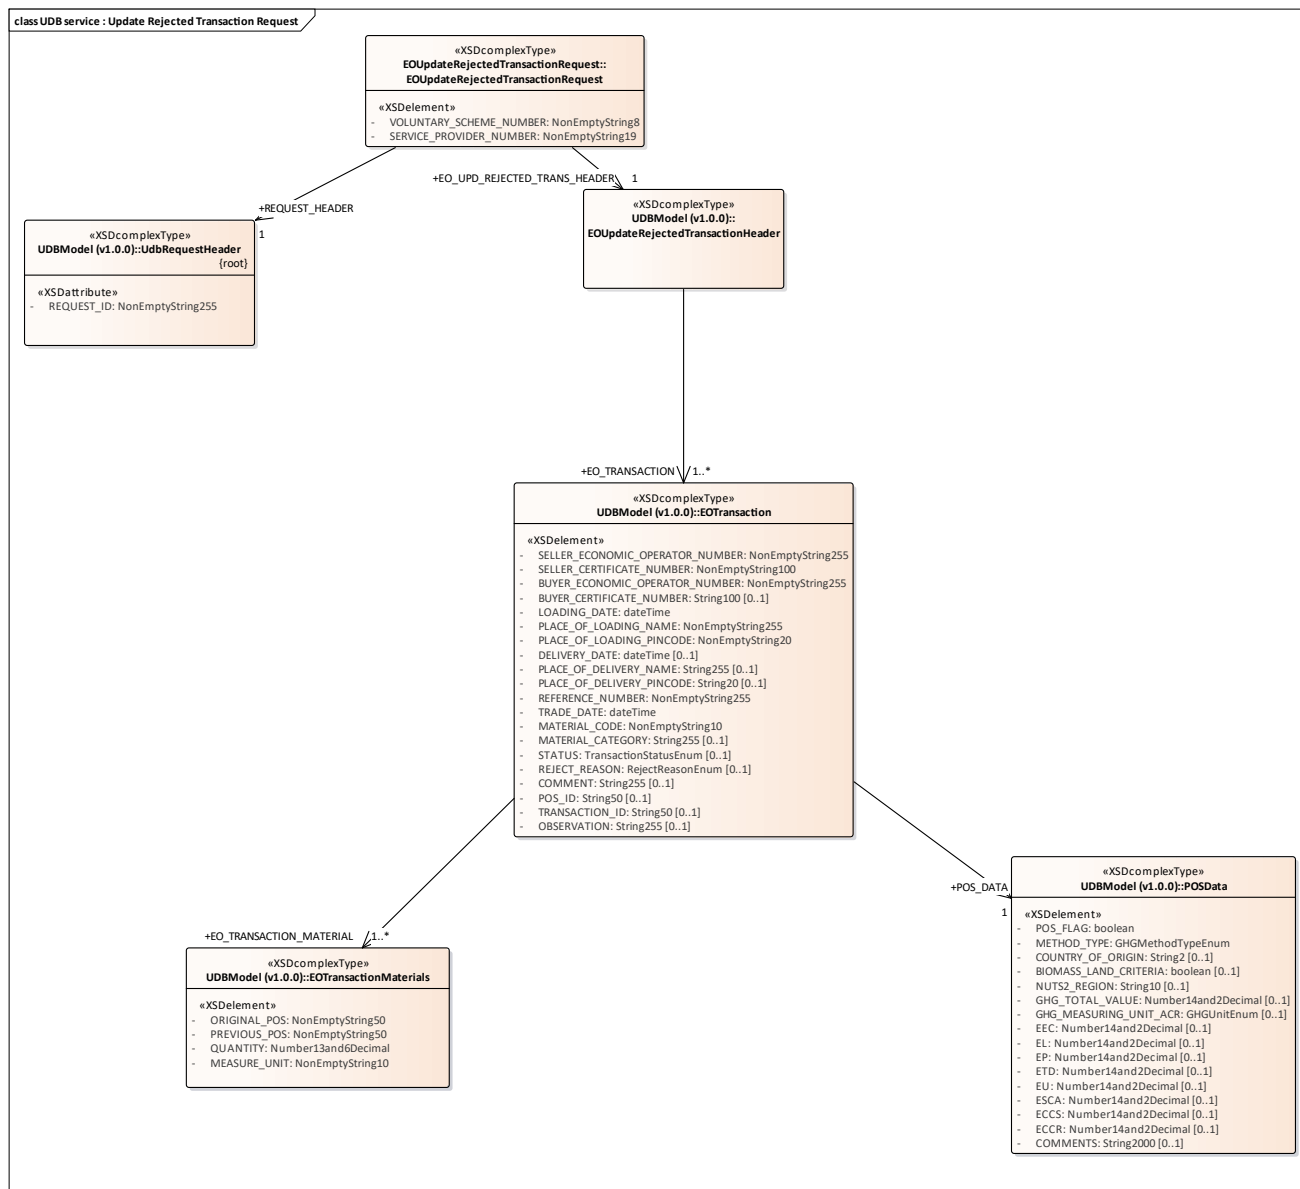 class UDB service : Update Rejected Transaction Request
«XSDcomplexType»
EOUpdateRejectedTransactionRequest::
EOUpdateRejectedTransactionRequest
«XSDelement»
- VOLUNTARY_SCHEME_NUMBER: NonEmptyString8
- SERVICE_PROVIDER_NUMBER: NonEmptyString19
+EO_UPD_REJECTED_TRANS_HEADER 1
+REQUEST_HEADER
1
«XSDcomplexType»
UDBModel (v1.0.0)::
EOUpdateRejectedTransactionHeader
«XSDcomplexType»
UDBModel (v1.0.0)::UdbRequestHeader
{root}
«XSDattribute»
- REQUEST_ID: NonEmptyString255
+EO_TRANSACTION 1..*
«XSDcomplexType»
UDBModel (v1.0.0)::EOTransaction
«XSDelement»
- SELLER_ECONOMIC_OPERATOR_NUMBER: NonEmptyString255
- SELLER_CERTIFICATE_NUMBER: NonEmptyString100
- BUYER_ECONOMIC_OPERATOR_NUMBER: NonEmptyString255
- BUYER_CERTIFICATE_NUMBER: String100 [0..1]
- LOADING_DATE: dateTime
- PLACE_OF_LOADING_NAME: NonEmptyString255
- PLACE_OF_LOADING_PINCODE: NonEmptyString20
- DELIVERY_DATE: dateTime [0..1]
- PLACE_OF_DELIVERY_NAME: String255 [0..1]
- PLACE_OF_DELIVERY_PINCODE: String20 [0..1]
- REFERENCE_NUMBER: NonEmptyString255
- TRADE_DATE: dateTime
- MATERIAL_CODE: NonEmptyString10
- MATERIAL_CATEGORY: String255 [0..1]
- STATUS: TransactionStatusEnum [0..1]
- REJECT_REASON: RejectReasonEnum [0..1]
- COMMENT: String255 [0..1]
- POS_ID: String50 [0..1]
- TRANSACTION_ID: String50 [0..1]
- OBSERVATION: String255 [0..1]
+POS_DATA
1
«XSDcomplexType»
UDBModel (v1.0.0)::POSData
«XSDelement»
- POS_FLAG: boolean
- METHOD_TYPE: GHGMethodTypeEnum
- COUNTRY_OF_ORIGIN: String2 [0..1]
- BIOMASS_LAND_CRITERIA: boolean [0..1]
- NUTS2_REGION: String10 [0..1]
- GHG_TOTAL_VALUE: Number14and2Decimal [0..1]
- GHG_MEASURING_UNIT_ACR: GHGUnitEnum [0..1]
- EEC: Number14and2Decimal [0..1]
- EL: Number14and2Decimal [0..1]
- EP: Number14and2Decimal [0..1]
- ETD: Number14and2Decimal [0..1]
- EU: Number14and2Decimal [0..1]
- ESCA: Number14and2Decimal [0..1]
- ECCS: Number14and2Decimal [0..1]
- ECCR: Number14and2Decimal [0..1]
- COMMENTS: String2000 [0..1]
+EO_TRANSACTION_MATERIAL 1..*
«XSDcomplexType»
UDBModel (v1.0.0)::EOTransactionMaterials
«XSDelement»
- ORIGINAL_POS: NonEmptyString50
- PREVIOUS_POS: NonEmptyString50
- QUANTITY: Number13and6Decimal
- MEASURE_UNIT: NonEmptyString10